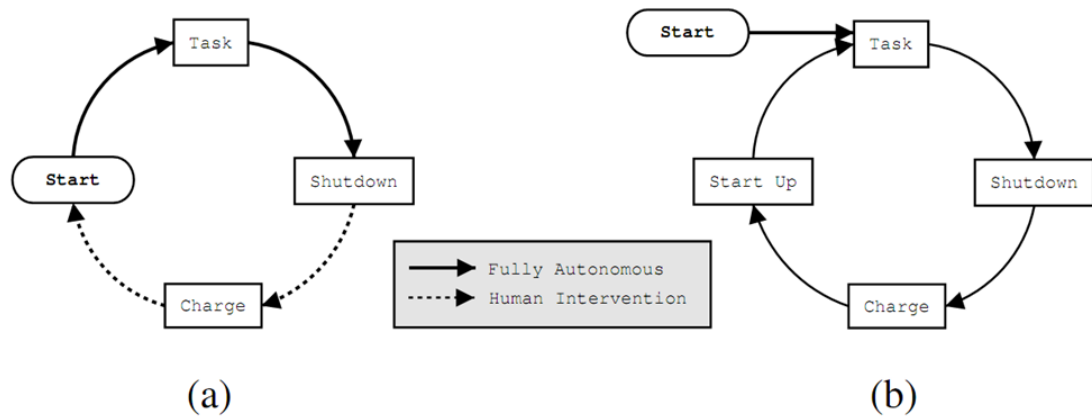 Task
Start
Shutdown
Charge
(a)
Fully Autonomous
Human Intervention
Start
Task
Start Up
Shutdown
Charge
(b)